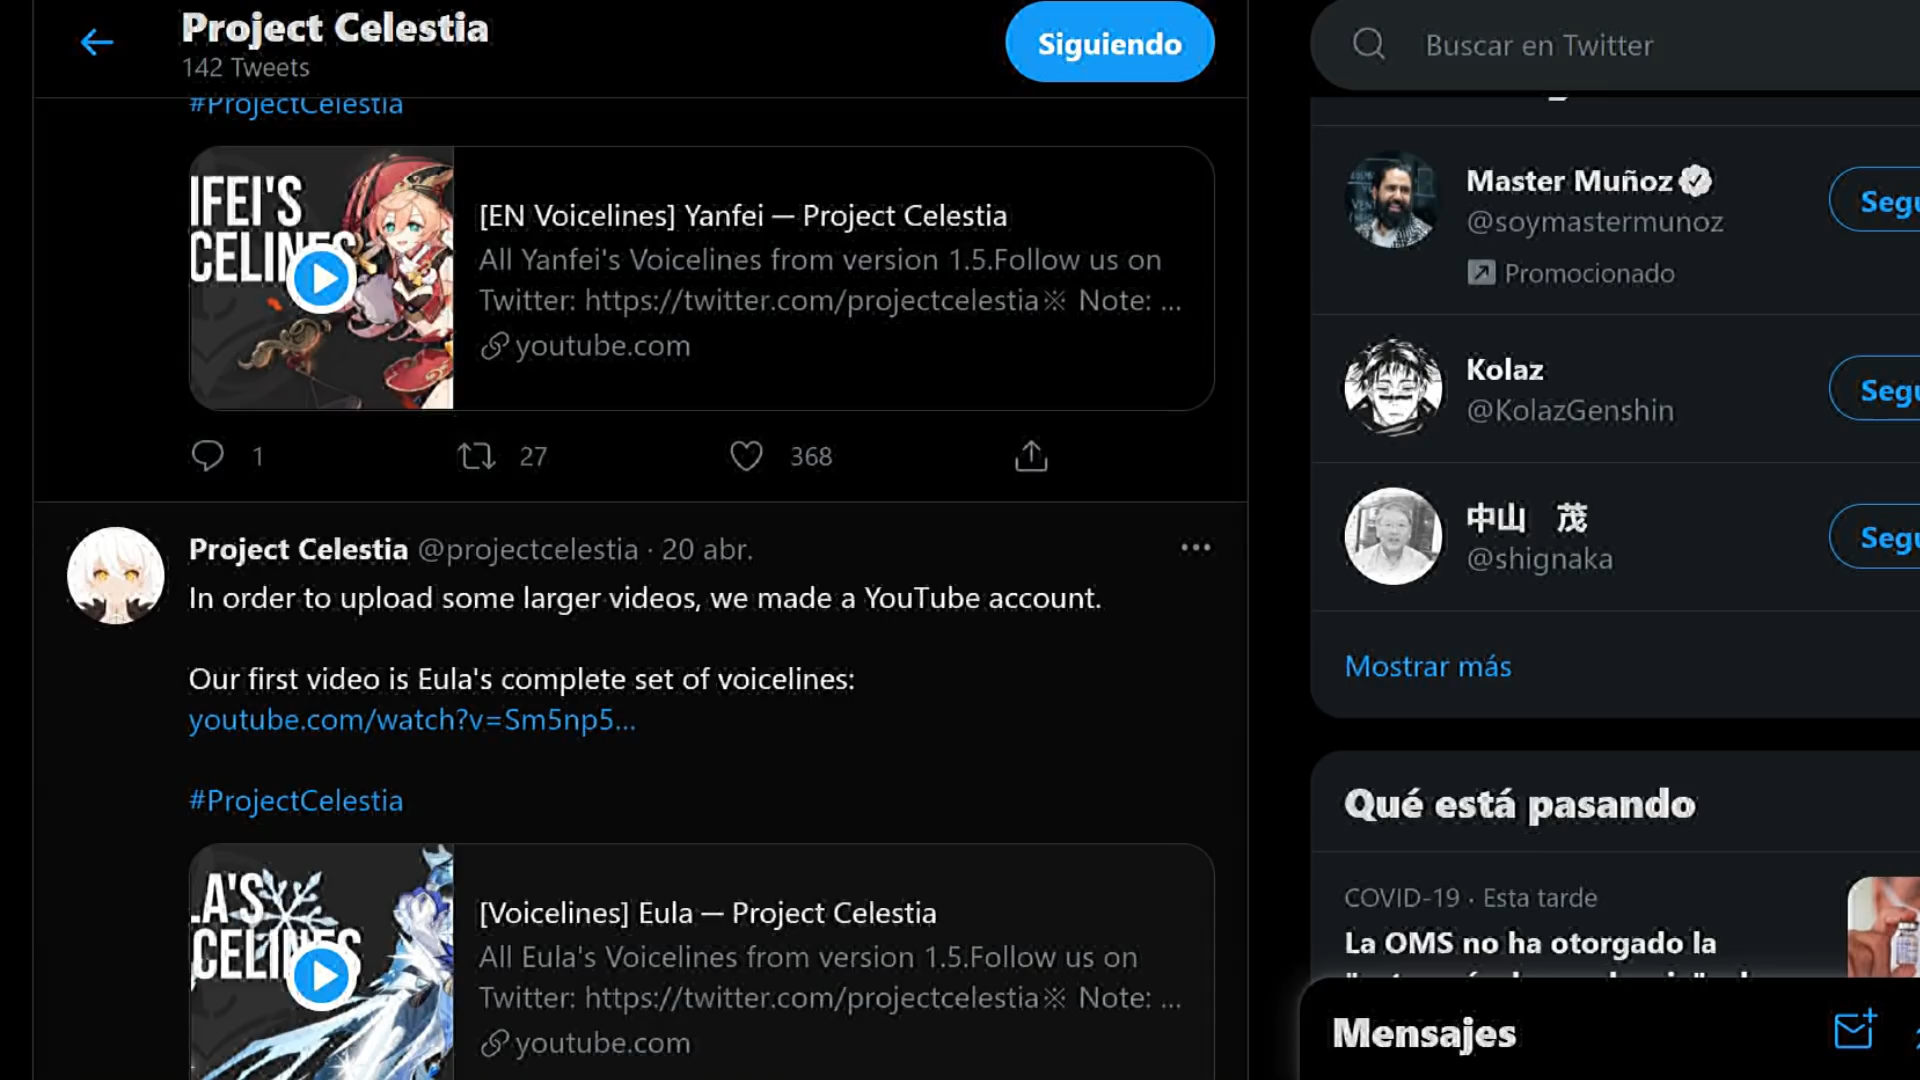 Project Celestia
142 Tweets
Siguiendo
#ProjectCelestia
IFEI'S
[EN Voicelines] Yanfei — Project Celestia
All Yanfei's Voicelines from version 1.5.Follow us on
Twitter: https://twitter.com/projectcelestia※ Note: ...
youtube.com
1
27
368
Project Celestia @projectcelestia · 20 abr.
In order to upload some larger videos, we made a YouTube account.
Our first video is Eula's complete set of voicelines:
youtube.com/watch?v=Sm5np5...
#ProjectCelestia
[Voicelines] Eula — Project Celestia
All Eula's Voicelines from version 1.5.Follow us on
Twitter: https://twitter.com/projectcelestia※ Note: ...
youtube.com
Buscar en Twitter
Master Muñoz
@soymastermunoz
Promocionado
Segu
Kolaz
@KolazGenshin
Segu
中山 茂
@shignaka
Segu
Mostrar más
Qué está pasando
COVID-19 · Esta tarde
La OMS no ha otorgado la
Mensajes